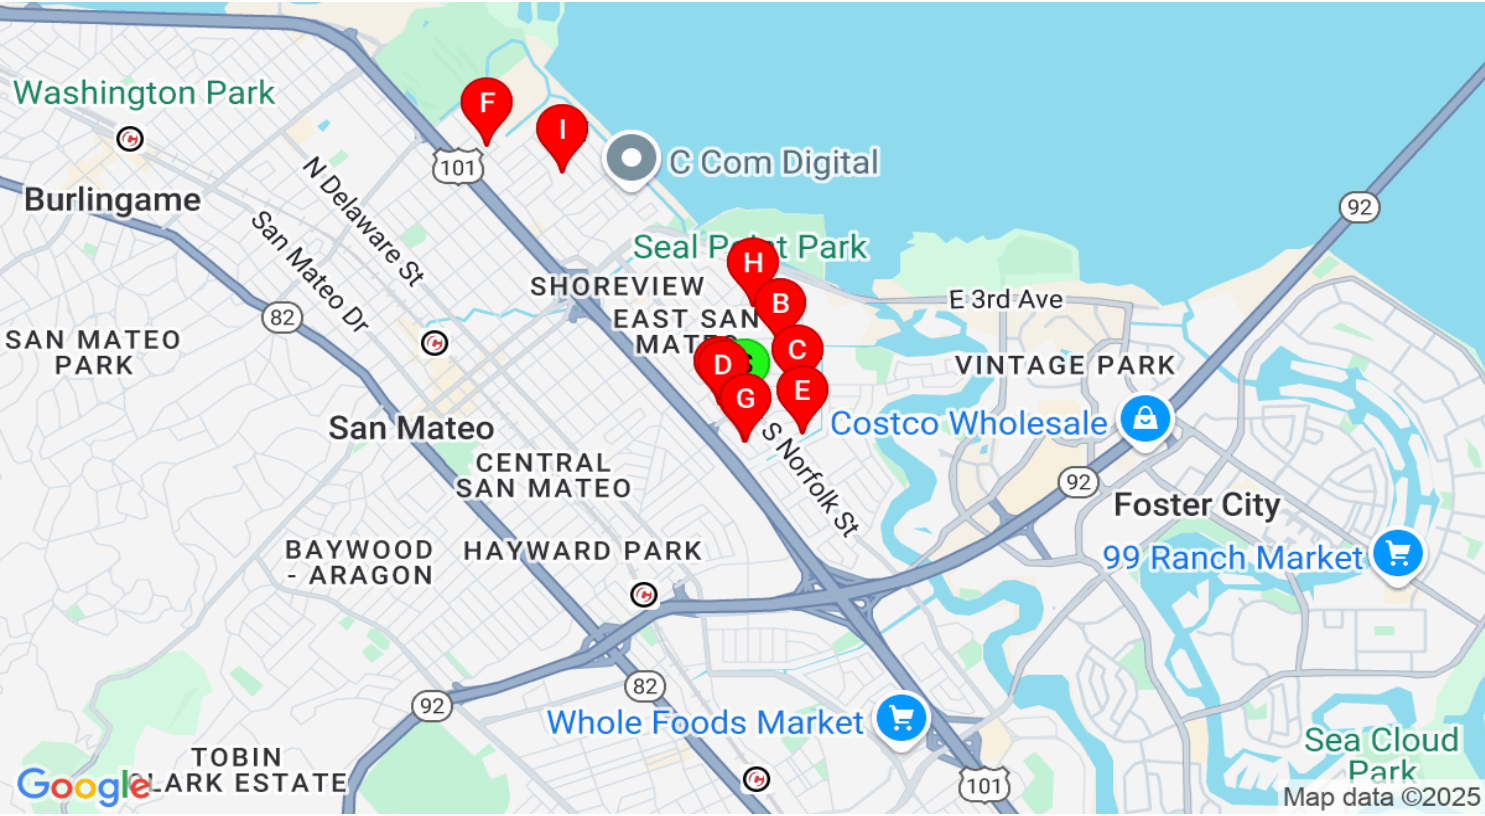 Washington Park
F
I
101
C Com Digital
Burlingame
N Delaware St
San Mateo Dr
92
Seal Point Park
H
SHOREVIEW
B
E 3rd Ave
EAST SAN
MATEO
82
SAN MATEO
PARK
C
D
S
VINTAGE PARK
G
E
San Mateo
Costco Wholesale
S Norfolk St
CENTRAL
SAN MATEO
92
Foster City
BAYWOOD
- ARAGON
HAYWARD PARK
99 Ranch Market
82
92
Whole Foods Market
TOBIN
CLARK ESTATE
Sea Cloud
Park
101
Google
Map data ©2025